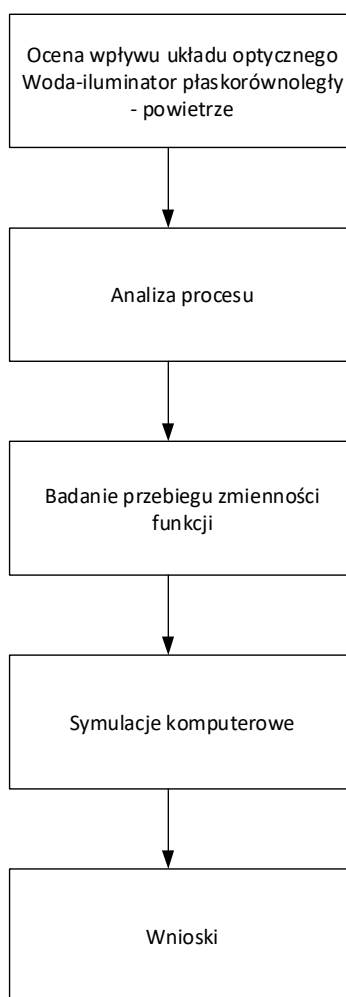 Ocena wpływu układu optycznego
Woda-iluminator płaskorównoległy
- powietrze
Analiza procesu
Badanie przebiegu zmienności
funkcji
Symulacje komputerowe
Wnioski